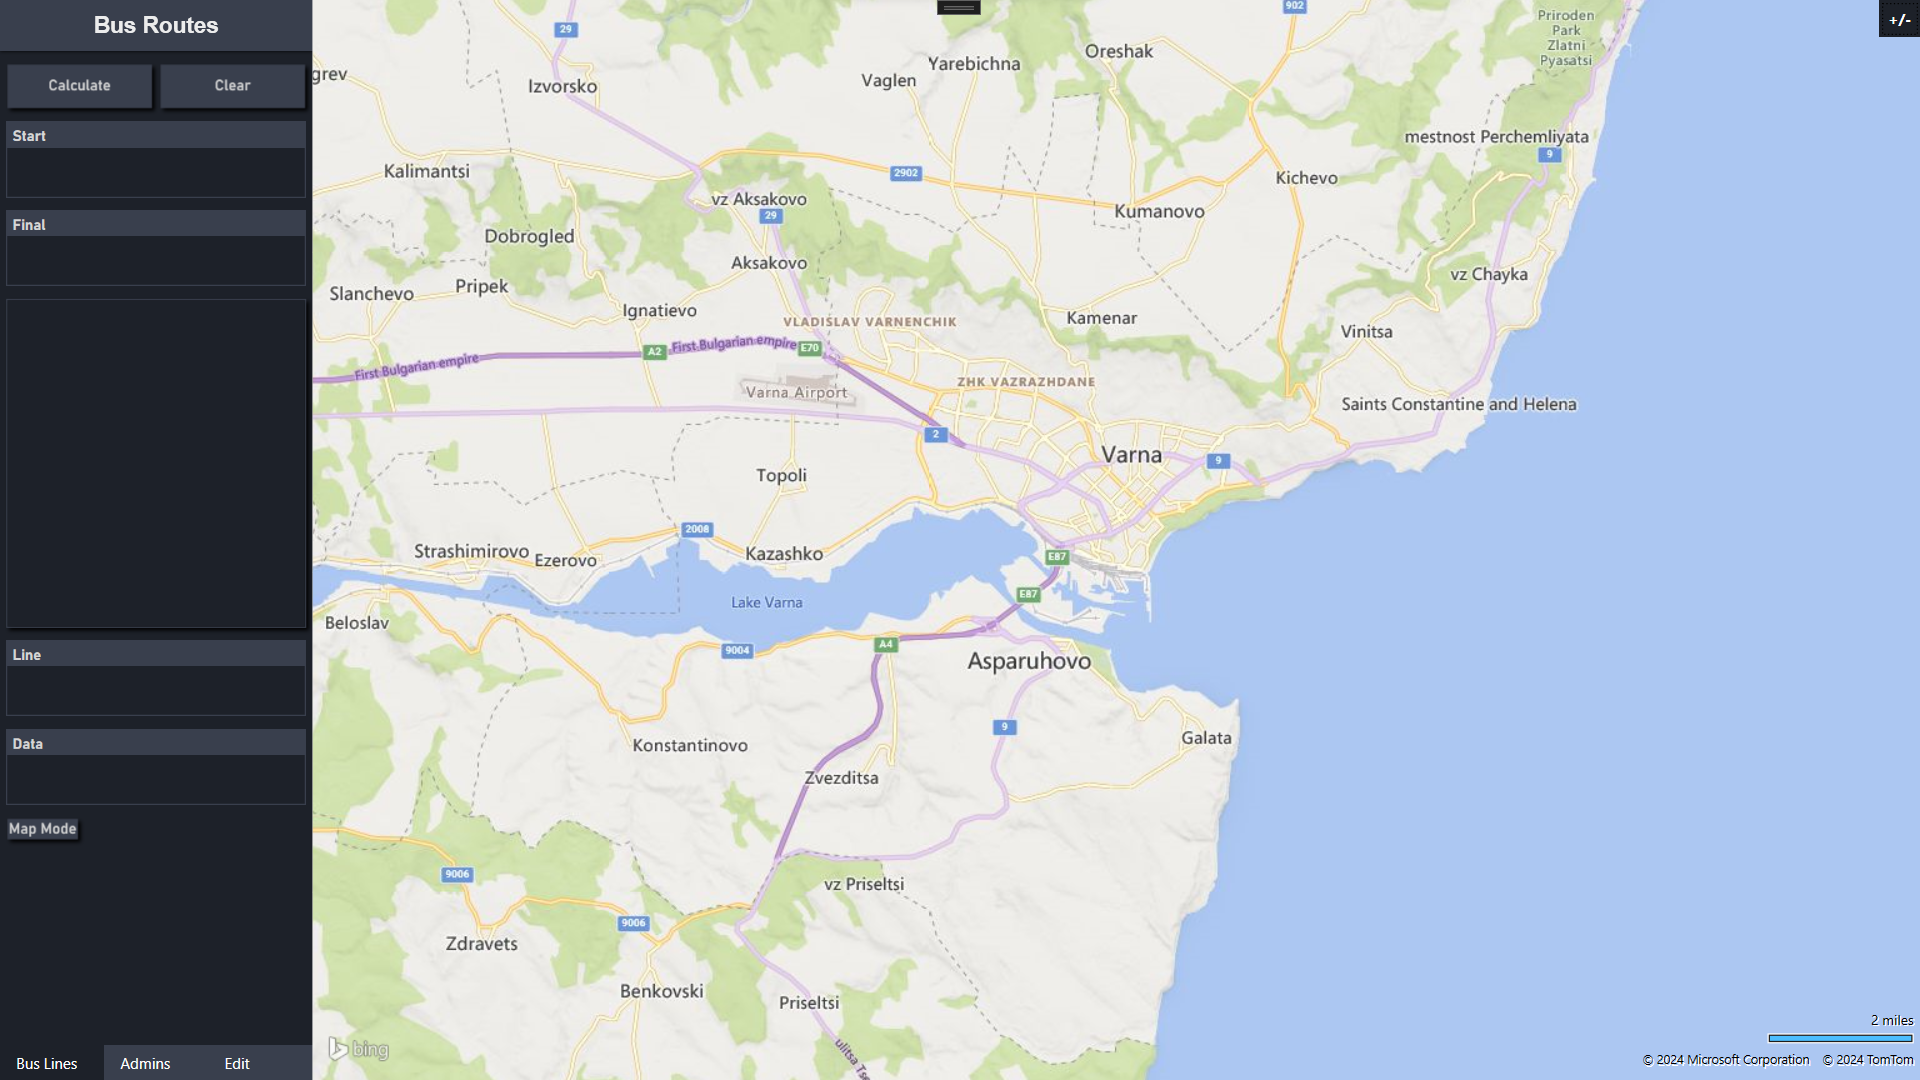 Bus Routes
Calculate
Clear
Start
Final
Line
Data
Map Mode
Bus Lines
Admins
Edit
+/-
902
29
Priroden
Park
Zlatni
Pyasatsi
Oreshak
Yarebichna
Vaglen
grev
Izvorsko
mestnost Perchemliyata
9
Kalimantsi
2902
Kichevo
vz Aksakovo
29
Kumanovo
Dobrogled
Aksakovo
vz Chayka
Pripek
Slanchevo
Ignatievo
Kamenar
VLADISLAV VARNENCHIK
Vinitsa
First Bulgarian empire
A2
First Bulgarian empire
E70
ZHK VAZRAZHDANE
Varna Airport
Saints Constantine and Helena
2
Varna
9
Topoli
2008
Strashimirovo
Ezerovo
Kazashko
E87
E87
Lake Varna
Beloslav
9004
A4
Asparuhovo
9
Galata
Konstantinovo
Zvezditsa
9006
vz Priseltsi
9006
Zdravets
Benkovski
Priseltsi
ulitsa
bing
2 miles
© 2024 Microsoft Corporation © 2024 TomTom